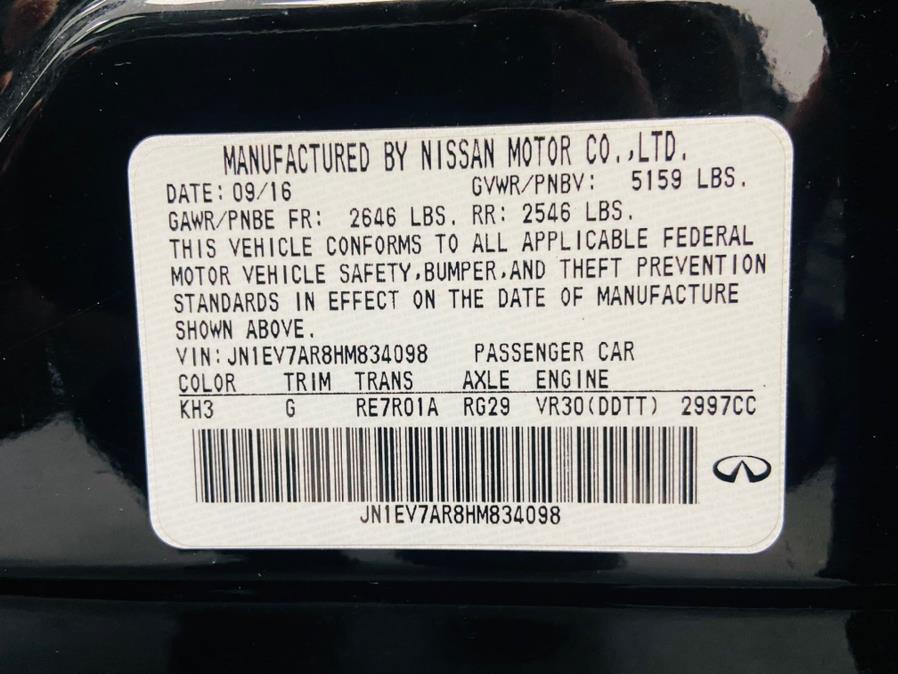 MANUFACTURED BY NISSAN MOTOR CO.,LTD.
DATE: 09/16 GVWR/PNBV: 5159 LBS.
GAWR/PNBE FR: 2646 LBS. RR: 2546 LBS.
THIS VEHICLE CONFORMS TO ALL APPLICABLE FEDERAL
MOTOR VEHICLE SAFETY,BUMPER,AND THEFT PREVENTION
STANDARDS IN EFFECT ON THE DATE OF MANUFACTURE
SHOWN ABOVE.
VIN:JN1EV7AR8HM834098 PASSENGER CAR
COLOR TRIM TRANS AXLE ENGINE
KH3 G RE7R01A RG29 VR30(DDTT) 2997CC
JN1EV7AR8HM834098